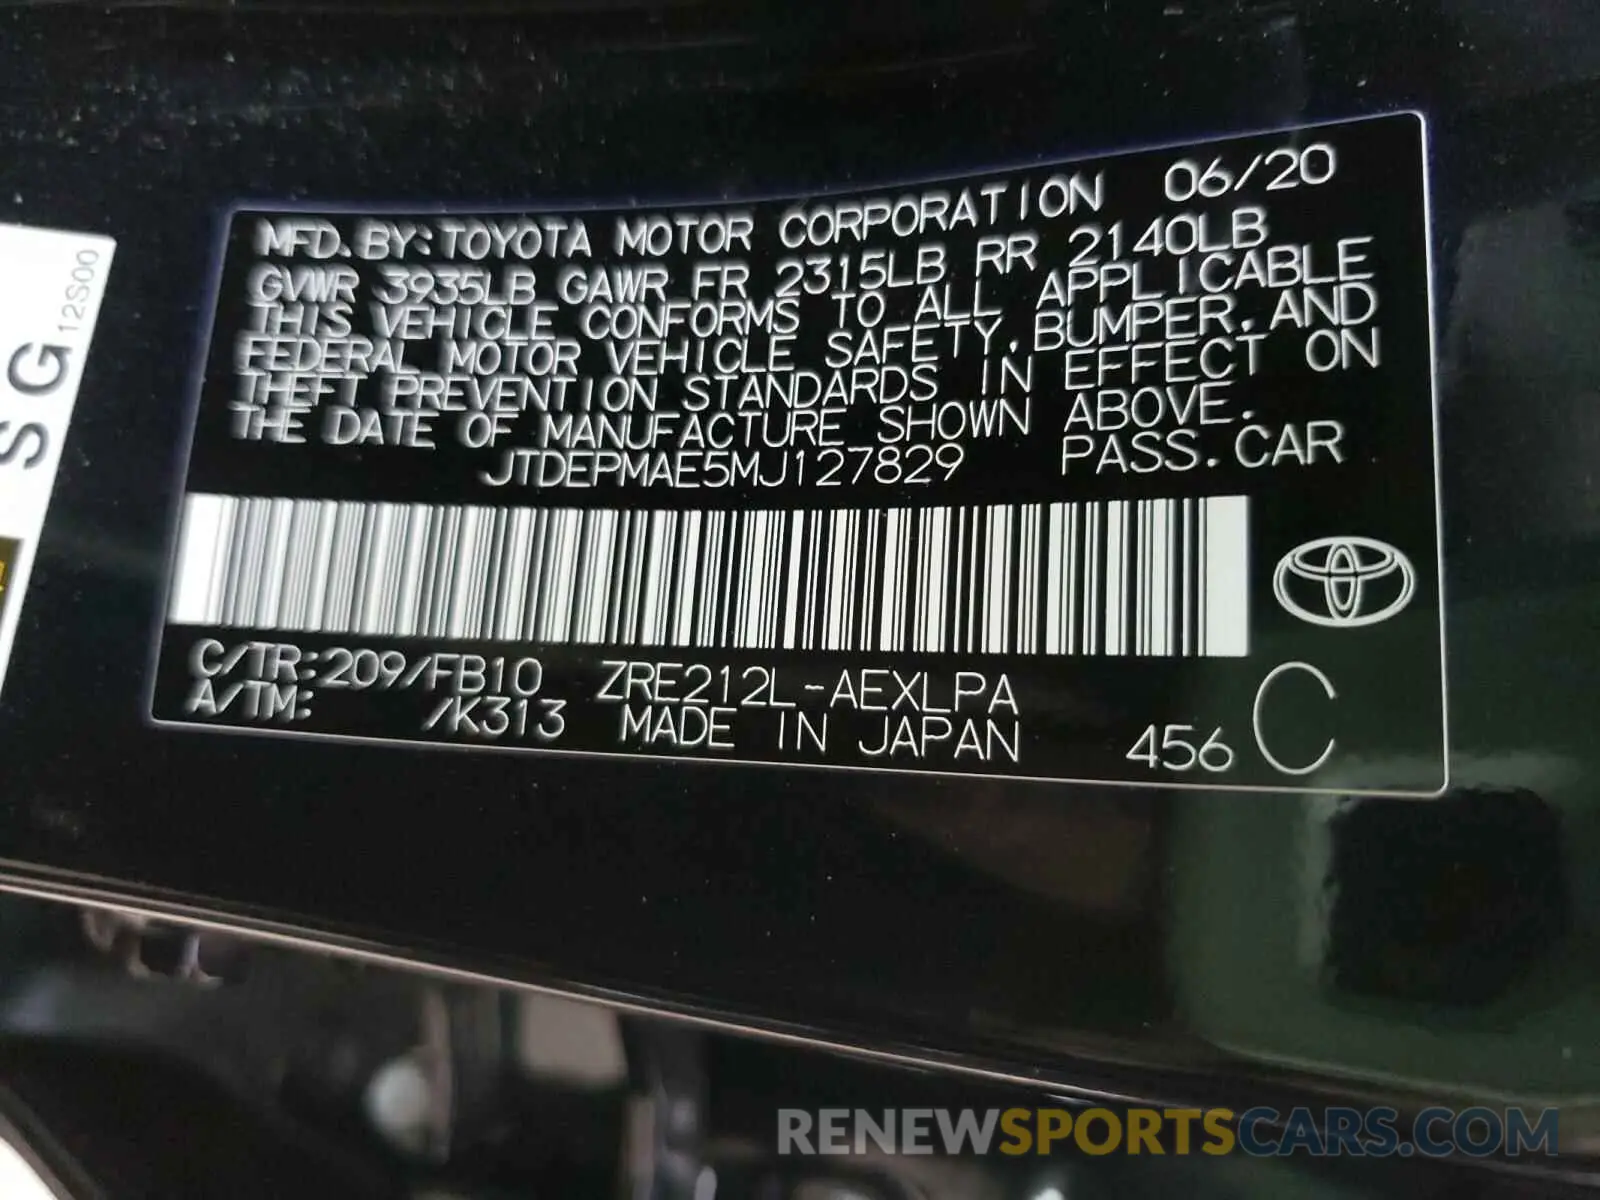 MFD. BY: TOYOTA MOTOR CORPORATION 06/20
GVWR 3935LB GAWR FR 2315LB RR 2140LB
THIS VEHICLE CONFORMS TO ALL APPLICABLE
FEDERAL MOTOR VEHICLE SAFETY, BUMPER, AND
THEFT PREVENTION STANDARDS IN EFFECT ON
THE DATE OF MANUFACTURE SHOWN ABOVE.
JTDEPMAE5MJ127829 PASS. CAR
C/TR: 209/FB10 ZRE212L-AEXLPA
A/TM: /K313 MADE IN JAPAN 456 C
SG
12S00
RENEWSPORTSCARS.COM